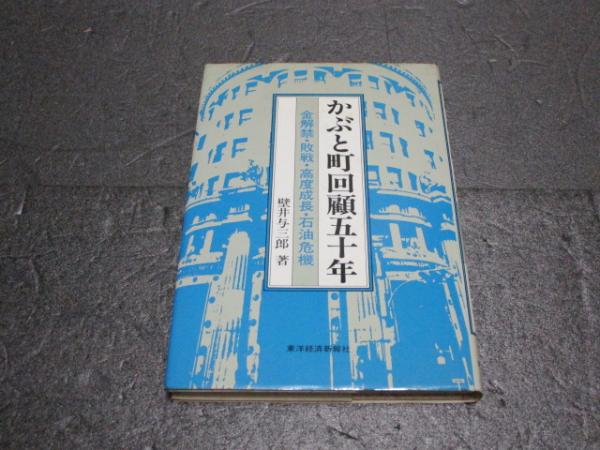 かぶと町回顧五十年
金解禁・敗戦・高度成長・石油危機
壁井与三郎 著
東洋経済新報社